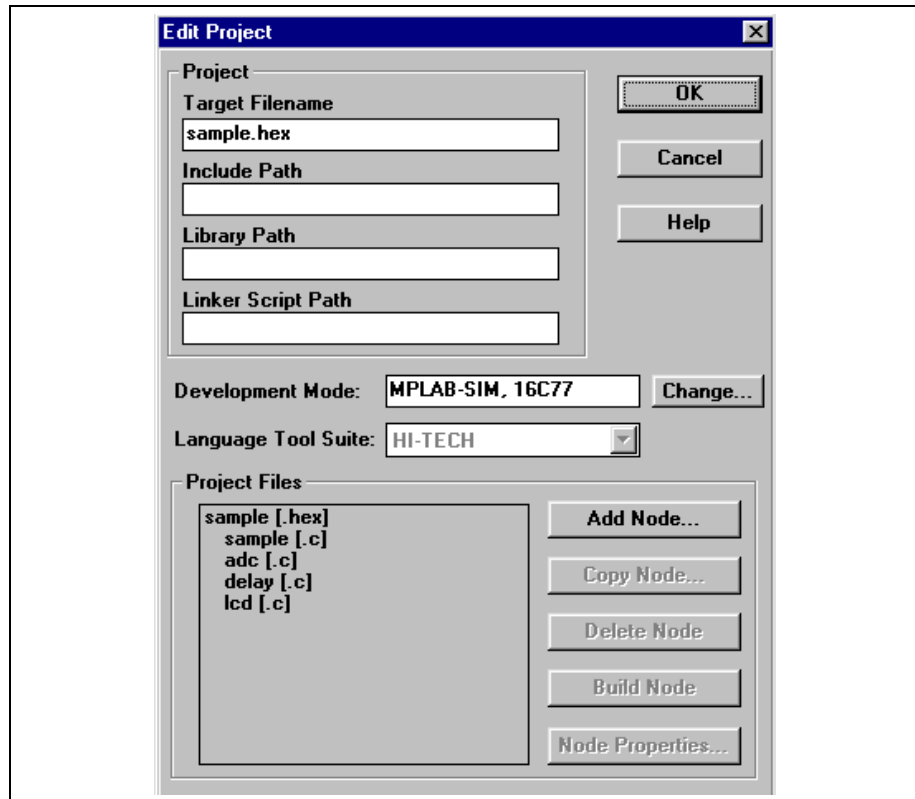 Edit Project
Project
Target Filename
OK
sample.hex
Include Path
Cancel
Library Path
Help
Linker Script Path
Development Mode: MPLAB-SIM, 16C77 Change...
Language Tool Suite: HI-TECH
Project Files
sample [.hex]
sample [.c]
adc [.c]
delay [.c]
lcd [.c]
Add Node...
Copy Node...
Delete Node
Build Node
Node Properties...